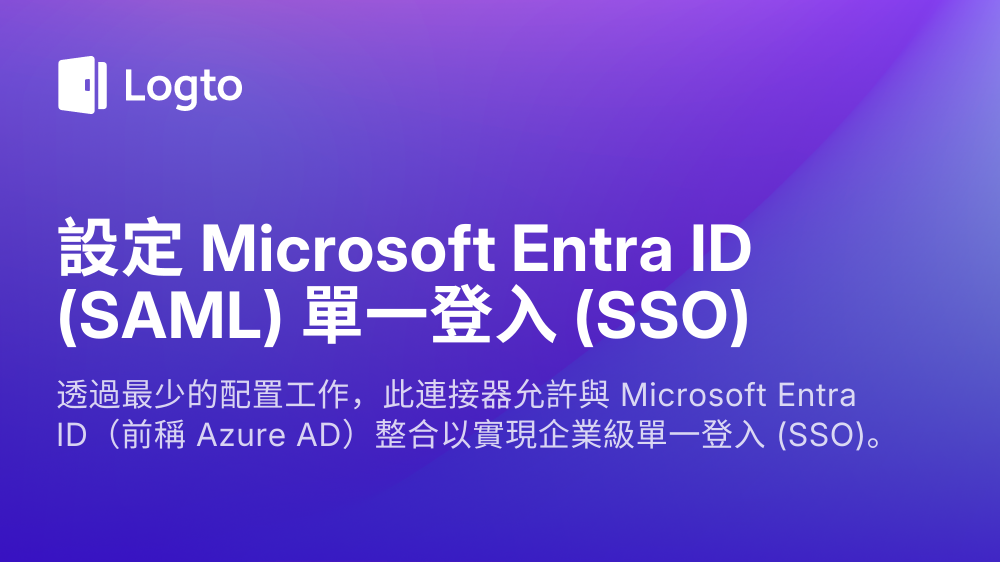 Logto
設定 Microsoft Entra ID
(SAML) 單一登入 (SSO)
透過最少的配置工作，此連接器允許與 Microsoft Entra
ID（前稱 Azure AD）整合以實現企業級單一登入 (SSO)。